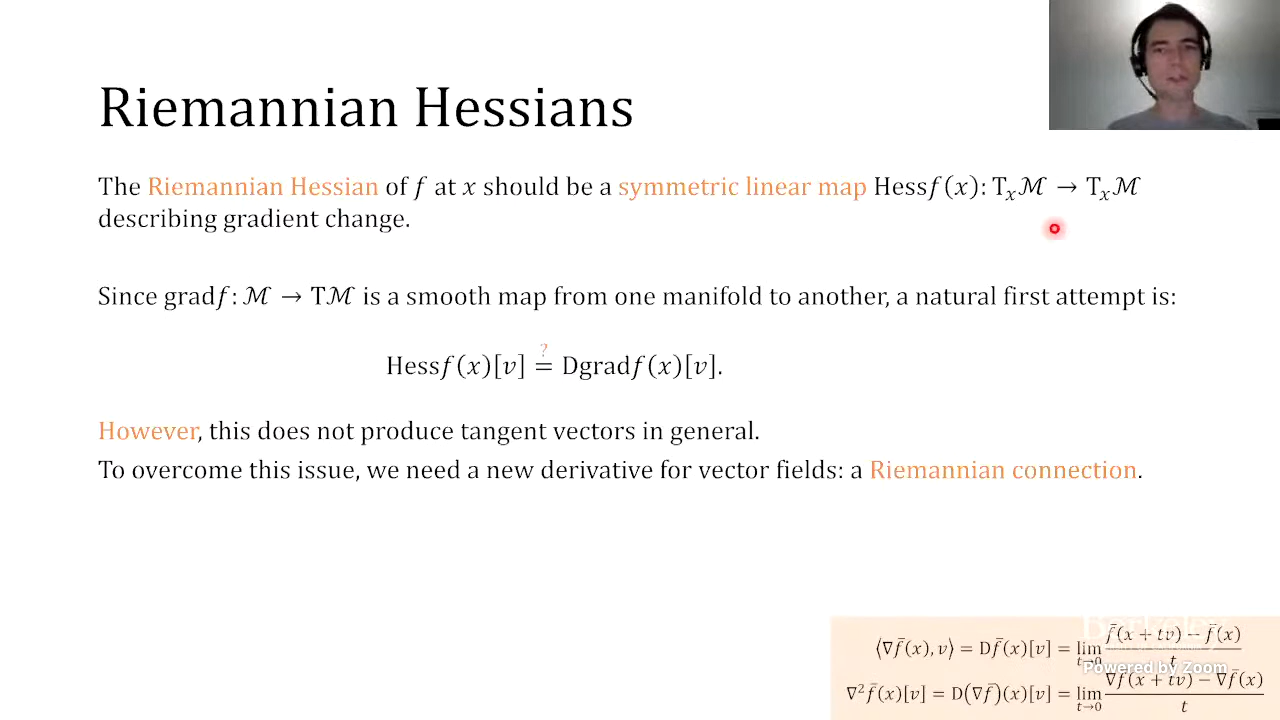 Riemannian Hessians
The Riemannian Hessian of f at x should be a symmetric linear map Hessf(x): Tₓℳ → Tₓℳ
describing gradient change.
Since gradf: ℳ → Tℳ is a smooth map from one manifold to another, a natural first attempt is:
?
Hessf(x)[v] = Dgradf(x)[v].
However, this does not produce tangent vectors in general.
To overcome this issue, we need a new derivative for vector fields: a Riemannian connection.
⟨∇f̄(x), v⟩ = Df̄(x)[v] = lim t→0 (f̄(x + tv) − f̄(x))/t
Berkeley
Powered by Zoom
∇²f̄(x)[v] = D(∇f̄)(x)[v] = lim t→0 (∇f̄(x + tv) − ∇f̄(x))/t